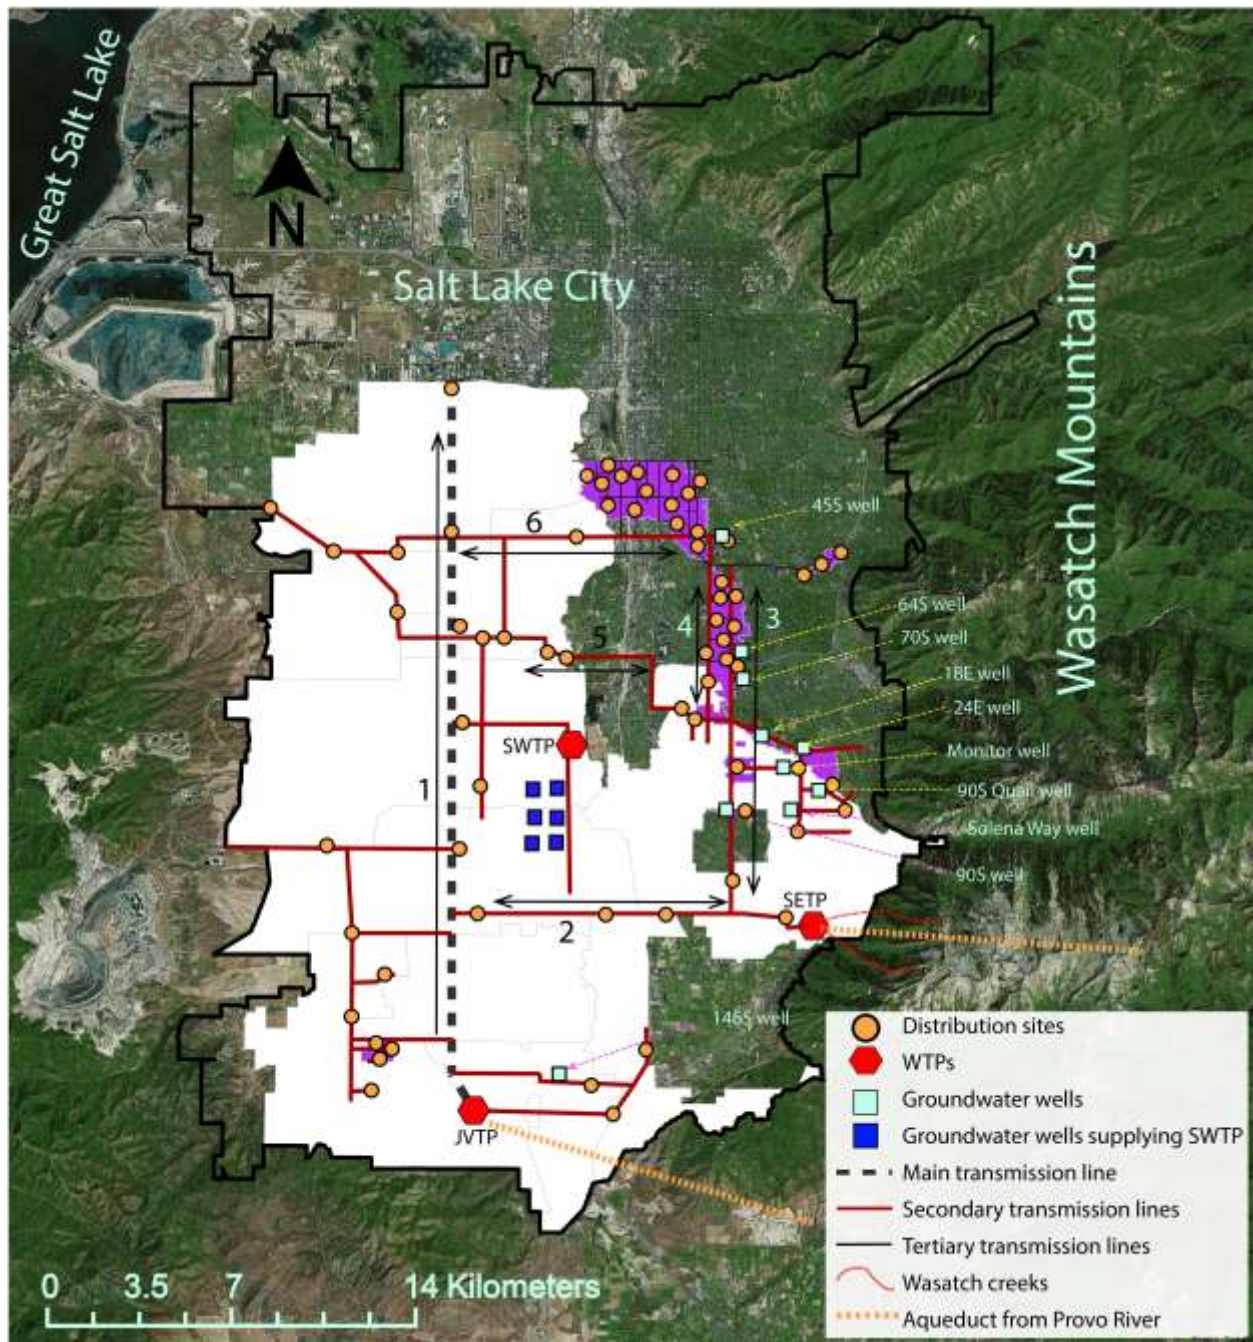 Great Salt Lake
N
Salt Lake City
Wasatch Mountains
6
45S well
64S well
4
3
70S well
5
18E well
24E well
SWTP
Monitor well
1
90S Quail well
Solena Way well
90S well
SETP
2
146S well
JVTP
Distribution sites
WTPs
Groundwater wells
Groundwater wells supplying SWTP
Main transmission line
Secondary transmission lines
Tertiary transmission lines
Wasatch creeks
Aqueduct from Provo River
0 3.5 7 14 Kilometers